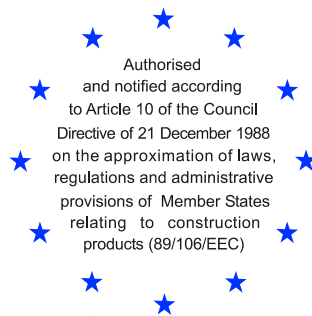 Authorised
and notified according
to Article 10 of the Council
Directive of 21 December 1988
on the approximation of laws,
regulations and administrative
provisions of Member States
relating to construction
products (89/106/EEC)